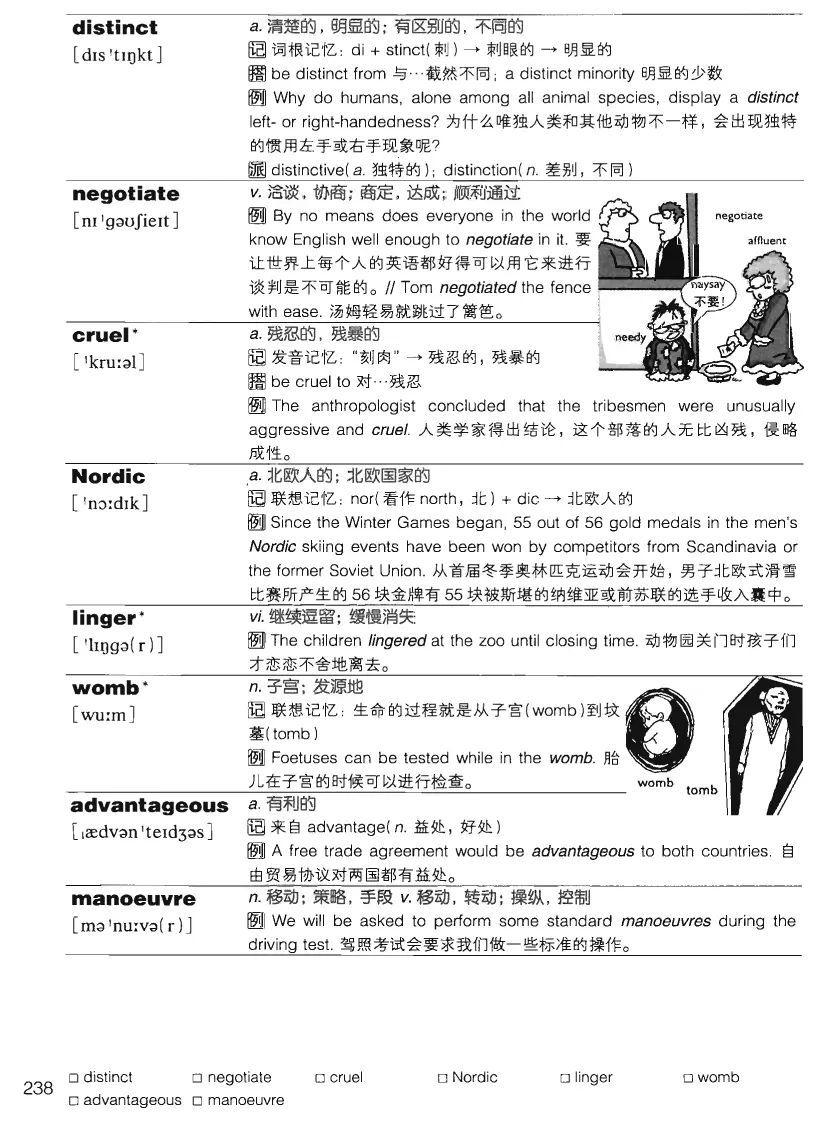 distinct a. 清楚的，明显的；有区别的，不同的
[dɪsˈtɪŋkt] 记 词根记忆：di + stinct(刺) → 刺眼的 → 明显的
搭 be distinct from 与…截然不同；a distinct minority 明显的少数
例 Why do humans, alone among all animal species, display a distinct
left- or right-handedness? 为什么唯独人类和其他动物不一样，会出现独特
的惯用左手或右手现象呢?
派 distinctive(a. 独特的)；distinction(n. 差别，不同)
negotiate v. 洽谈，协商；商定，达成；顺利通过
[nɪˈɡəʊʃieɪt] 例 By no means does everyone in the world
know English well enough to negotiate in it. 要
让世界上每个人的英语都好得可以用它来进行
谈判是不可能的。// Tom negotiated the fence
with ease. 汤姆轻易就跳过了篱笆。
negotiate
affluent
naysay
不要！
needy
cruel* a. 残忍的，残暴的
[ˈkruːəl] 记 发音记忆：“刻肉” → 残忍的，残暴的
搭 be cruel to 对…残忍
例 The anthropologist concluded that the tribesmen were unusually
aggressive and cruel. 人类学家得出结论，这个部落的人无比凶残，侵略
成性。
Nordic a. 北欧人的；北欧国家的
[ˈnɔːdɪk] 记 联想记忆：nor(看作 north，北) + dic → 北欧人的
例 Since the Winter Games began, 55 out of 56 gold medals in the men's
Nordic skiing events have been won by competitors from Scandinavia or
the former Soviet Union. 从首届冬季奥林匹克运动会开始，男子北欧式滑雪
比赛所产生的 56 块金牌有 55 块被斯堪的纳维亚或前苏联的选手收入囊中。
linger* vi. 继续逗留；缓慢消失
[ˈlɪŋɡə(r)] 例 The children lingered at the zoo until closing time. 动物园关门时孩子们
才恋恋不舍地离去。
womb* n. 子宫；发源地
[wuːm] 记 联想记忆：生命的过程就是从子宫(womb)到坟
墓(tomb)
例 Foetuses can be tested while in the womb. 胎
儿在子宫的时候可以进行检查。
womb
tomb
advantageous a. 有利的
[ˌædvənˈteɪdʒəs] 记 来自 advantage(n. 益处，好处)
例 A free trade agreement would be advantageous to both countries. 自
由贸易协议对两国都有益处。
manoeuvre n. 移动；策略，手段 v. 移动，转动；操纵，控制
[məˈnuːvə(r)] 例 We will be asked to perform some standard manoeuvres during the
driving test. 驾照考试会要求我们做一些标准的操作。
□ distinct □ negotiate □ cruel □ Nordic □ linger □ womb
238
□ advantageous □ manoeuvre